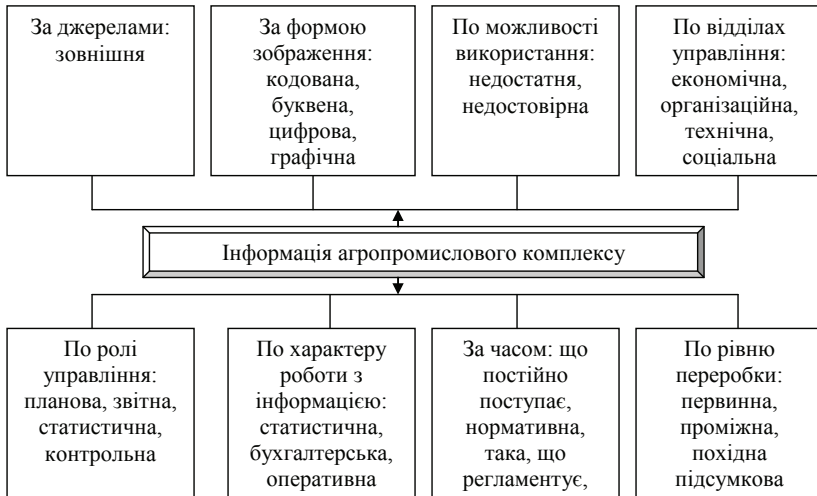 За джерелами:
зовнішня
За формою
зображення:
кодована,
буквена,
цифрова,
графічна
По можливості
використання:
недостатня,
недостовірна
По відділах
управління:
економічна,
організаційна,
технічна,
соціальна
Інформація агропромислового комплексу
По ролі
управління:
планова, звітна,
статистична,
контрольна
По характеру
роботи з
інформацією:
статистична,
бухгалтерська,
оперативна
За часом: що
постійно
поступає,
нормативна,
така, що
регламентує,
По рівню
переробки:
первинна,
проміжна,
похідна
підсумкова